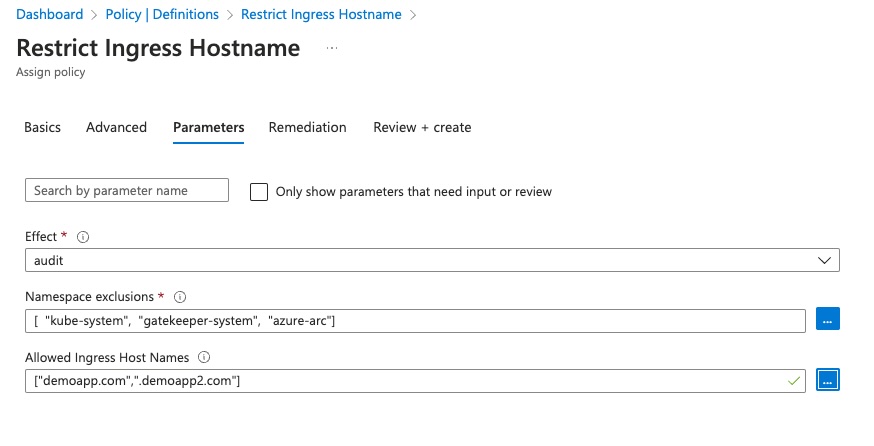 Dashboard > Policy | Definitions > Restrict Ingress Hostname >
Restrict Ingress Hostname ...
Assign policy
Basics Advanced Parameters Remediation Review + create
Search by parameter name Only show parameters that need input or review
Effect *
audit
Namespace exclusions *
[ "kube-system", "gatekeeper-system", "azure-arc"] ...
Allowed Ingress Host Names
["demoapp.com",".demoapp2.com"] ...